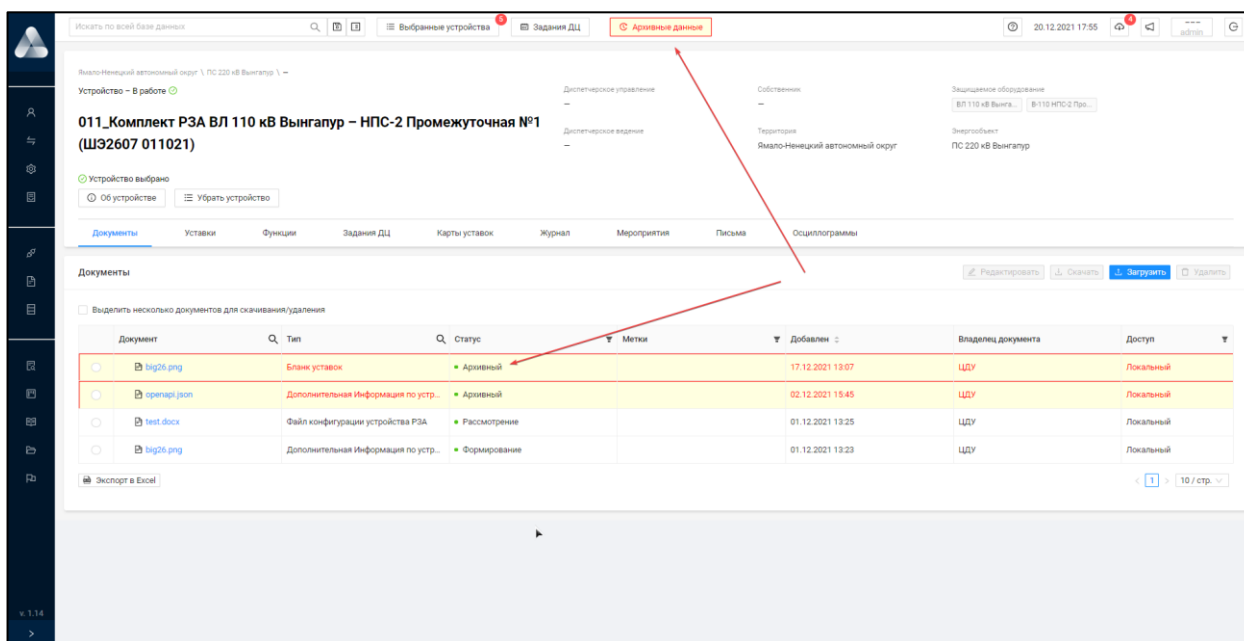 Искать по всей базе данных
Выбранные устройства
5
Задания ДЦ
Архивные данные
20.12.2021 17:55
4
admin
Ямало-Ненецкий автономный округ \ ПС 220 кВ Вынгапур \ —
Устройство – В работе
011_Комплект РЗА ВЛ 110 кВ Вынгапур – НПС-2 Промежуточная №1
(ШЭ2607 011021)
Устройство выбрано
Об устройстве
Убрать устройство
Диспетчерское управление
—
Диспетчерское ведение
—
Собственник
—
Территория
Ямало-Ненецкий автономный округ
Защищаемое оборудование
ВЛ 110 кВ Вынга... В-110 НПС-2 Про...
Энергообъект
ПС 220 кВ Вынгапур
Документы Уставки Функции Задания ДЦ Карты уставок Журнал Мероприятия Письма Осциллограммы
Документы
Редактировать Скачать Загрузить Удалить
Выделить несколько документов для скачивания/удаления
Документ Тип Статус Метки Добавлен Владелец документа Доступ
big26.png Бланк уставок Архивный 17.12.2021 13:07 ЦДУ Локальный
openapi.json Дополнительная Информация по устр... Архивный 02.12.2021 15:45 ЦДУ Локальный
test.docx Файл конфигурации устройства РЗА Рассмотрение 01.12.2021 13:25 ЦДУ Локальный
big26.png Дополнительная Информация по устр... Формирование 01.12.2021 13:23 ЦДУ Локальный
Экспорт в Excel
< 1 > 10 / стр.
v. 1.14